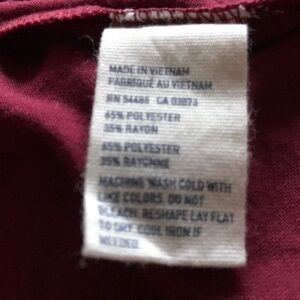 MADE IN VIETNAM
FABRIQUÉ AU VIETNAM
RN 54485 CA 03873
65% POLYESTER
35% RAYON
65% POLYESTER
35% RAYONNE
MACHINE WASH COLD WITH
LIKE COLORS. DO NOT
BLEACH. RESHAPE LAY FLAT
TO DRY. COOL IRON IF
NEEDED.